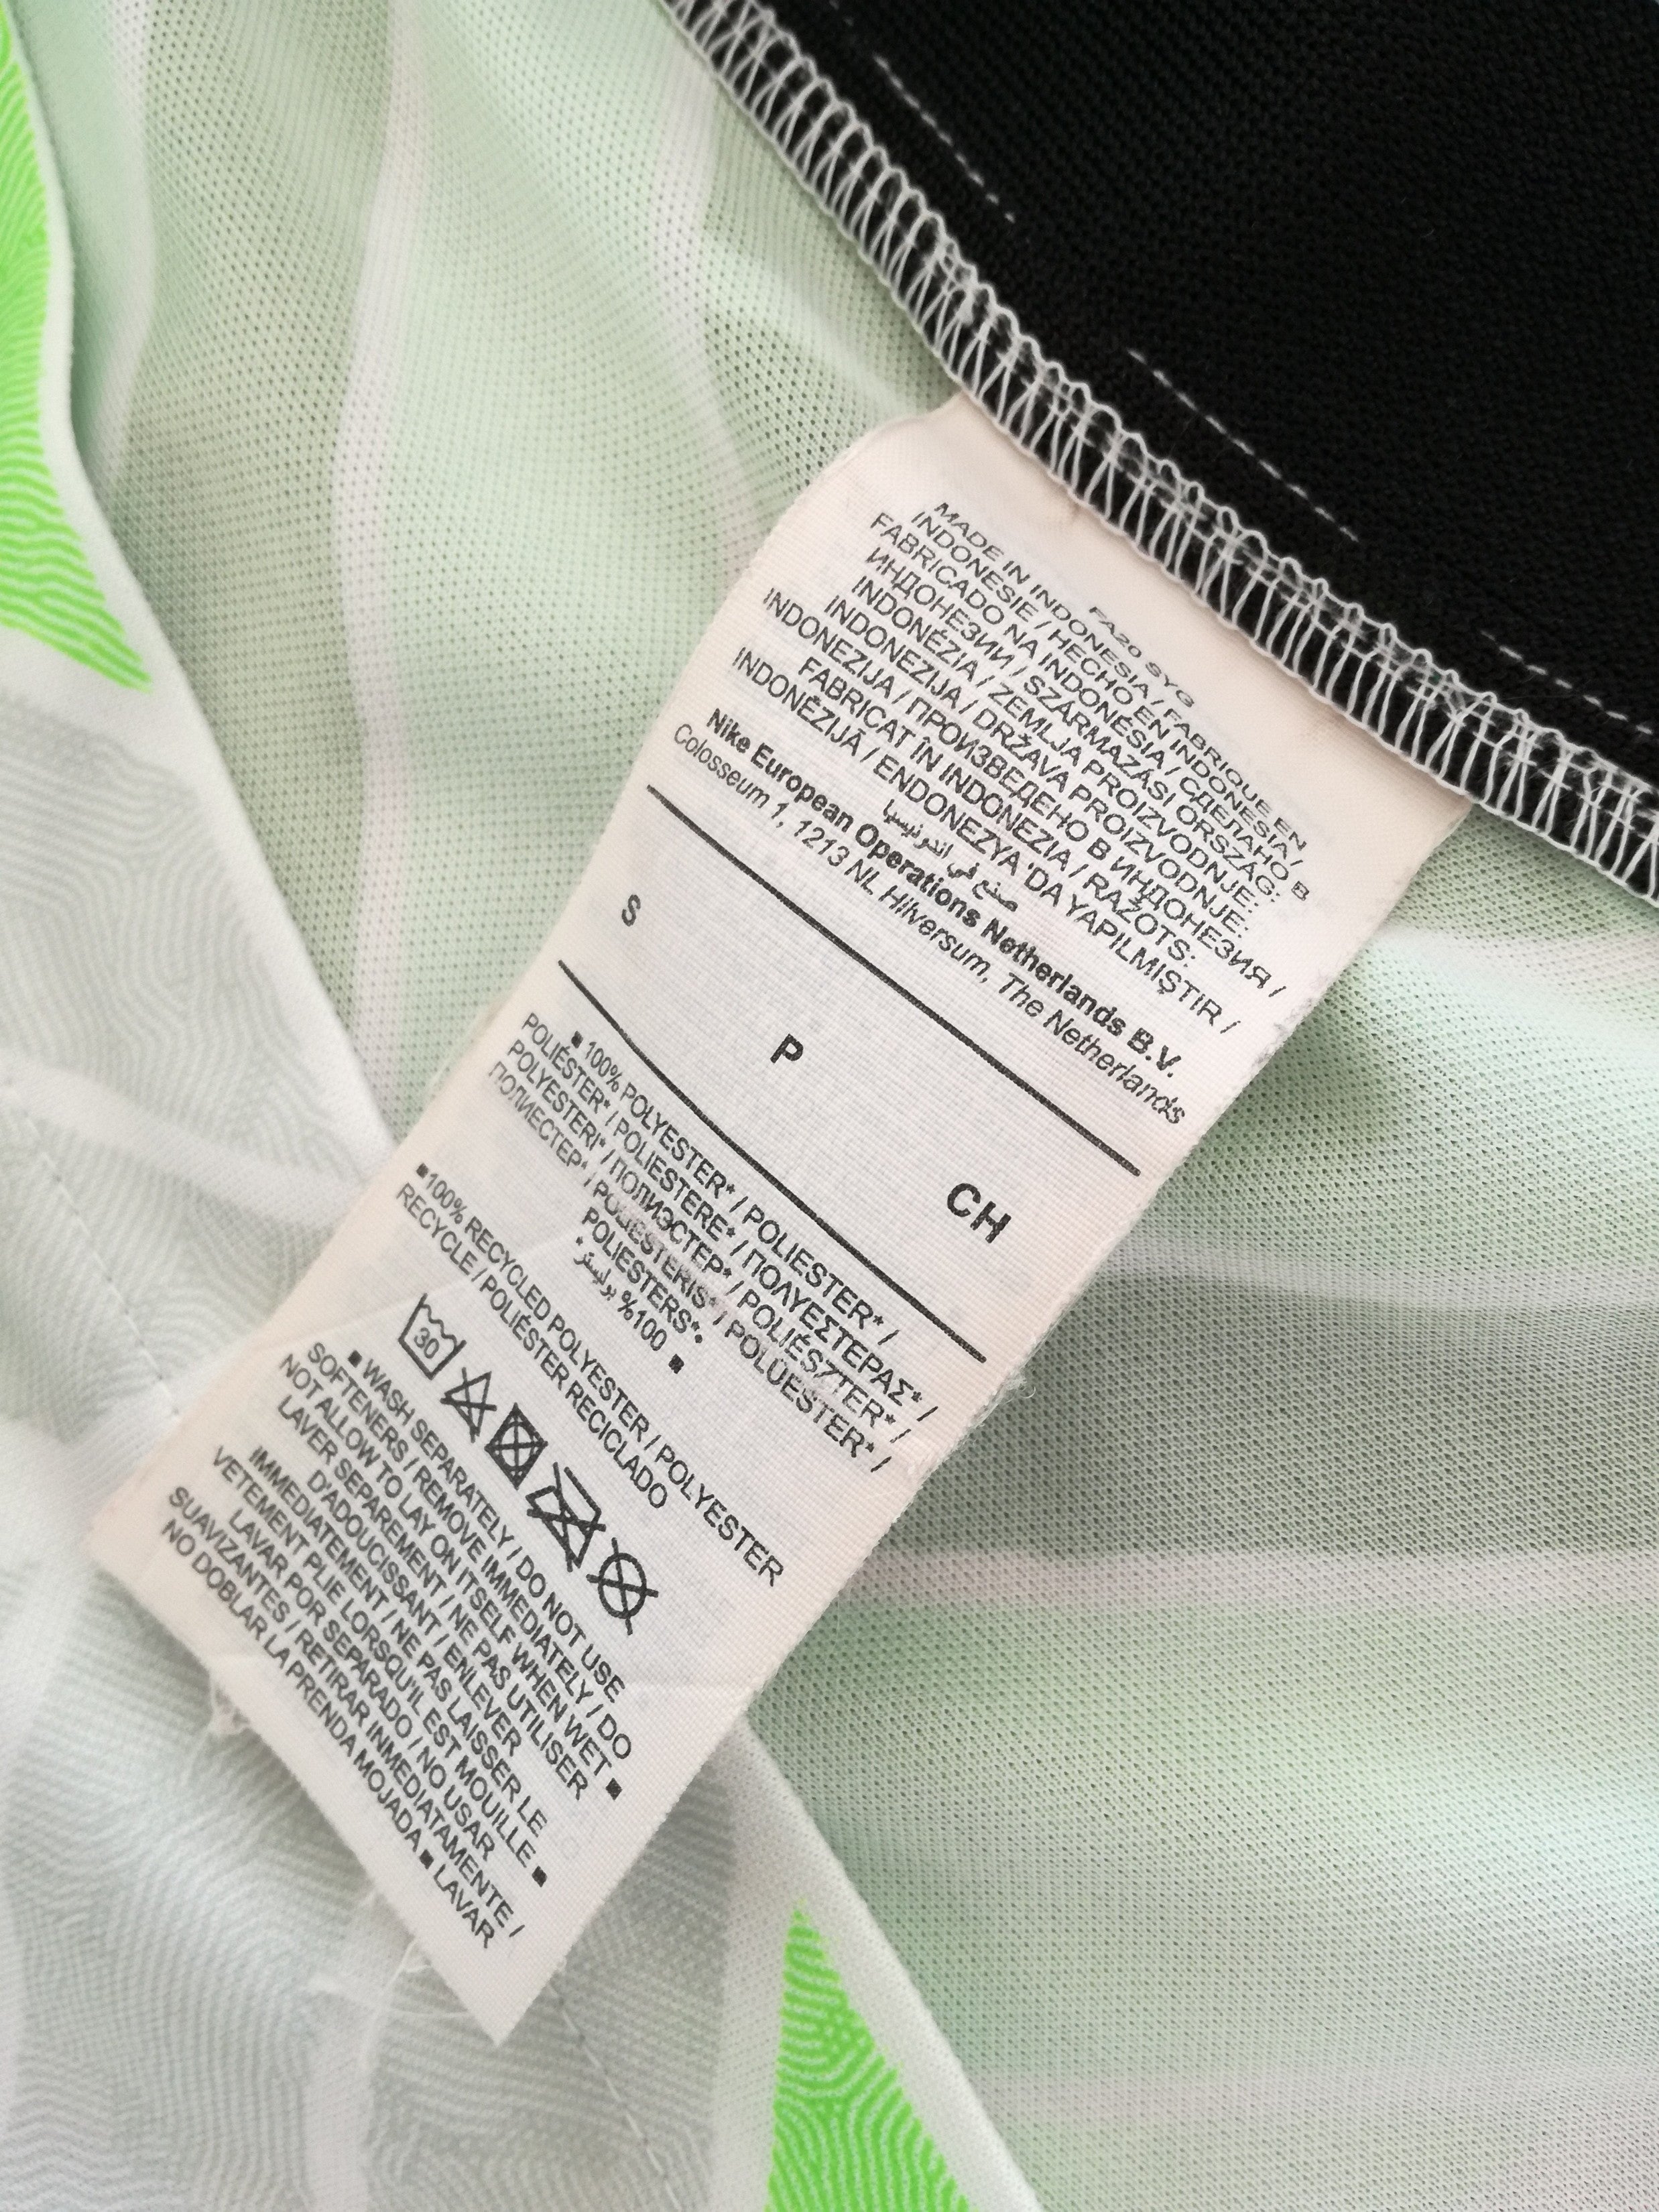 FA20 SYG
MADE IN INDONESIA / FABRIQUE EN
INDONESIE / HECHO EN INDONESIA /
FABRICADO NA INDONÉSIA / СДЕЛАНО В
ИНДОНЕЗИИ / SZÁRMAZÁSI ORSZÁG:
INDONÉZIA / ZEMLJA PROIZVODNJE:
INDONEZIJA / DRŽAVA PROIZVODNJE:
INDONEZIJA / ПРОИЗВЕДЕНО В ИНДОНЕЗИЯ /
FABRICAT ÎN INDONEZIA / RAŽOTS:
INDONĒZIJĀ / ENDONEZYA 'DA YAPILMIŞTIR /
صنع في اندونيسيا
Nike European Operations Netherlands B.V.
Colosseum 1, 1213 NL Hilversum, The Netherlands
S P CH
■ 100% POLYESTER* / POLIESTER* /
POLIÉSTER* / POLIESTERE* / ΠΟΛΥΕΣΤΕΡΑΣ* /
POLYESTERI* / ПОЛИЭСТЕР* / POLIÉSZTER* /
ПОЛИЕСТЕР* / POLIESTERIS* / POLÜESTER* /
POLIESTERS*•
■ 100% بوليستر*
■ 100% RECYCLED POLYESTER / POLYESTER
RECYCLE / POLIÉSTER RECICLADO
30
■ WASH SEPARATELY / DO NOT USE
SOFTENERS / REMOVE IMMEDIATELY / DO
NOT ALLOW TO LAY ON ITSELF WHEN WET ■
LAVER SEPAREMENT / NE PAS UTILISER
D'ADOUCISSANT / ENLEVER
IMMEDIATEMENT / NE PAS LAISSER LE
VETEMENT PLIE LORSQU'IL EST MOUILLE ■
LAVAR POR SEPARADO / NO USAR
SUAVIZANTES / RETIRAR INMEDIATAMENTE /
NO DOBLAR LA PRENDA MOJADA ■ LAVAR